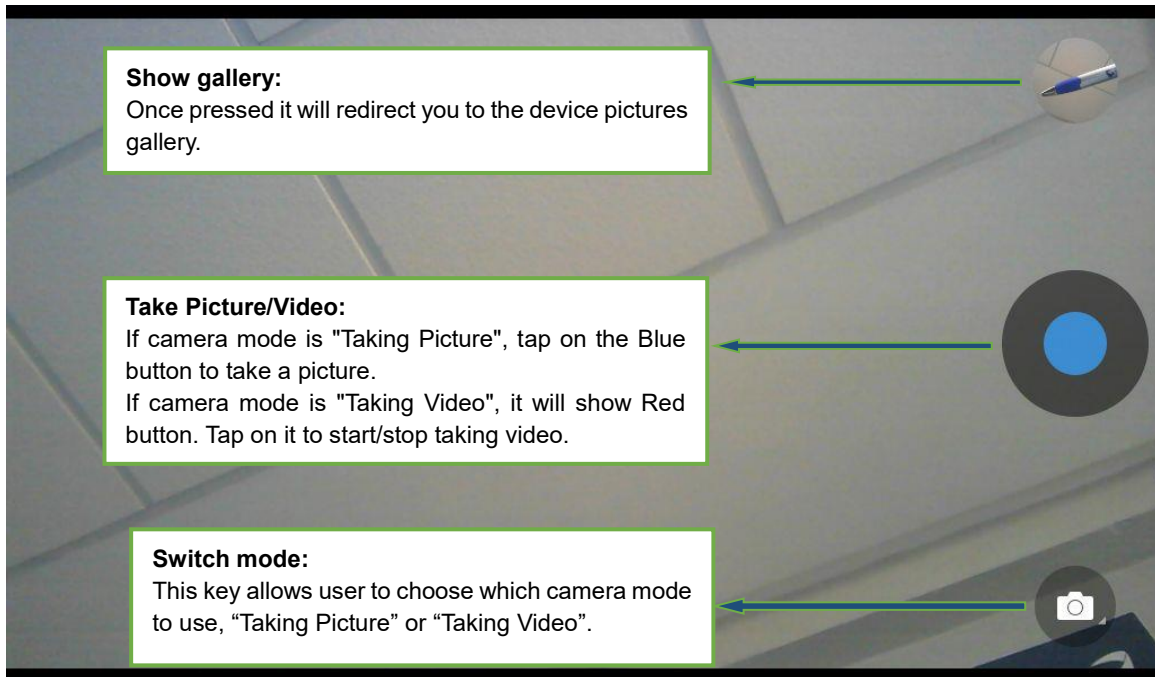 Show gallery:
Once pressed it will redirect you to the device pictures
gallery.
Take Picture/Video:
If camera mode is "Taking Picture", tap on the Blue
button to take a picture.
If camera mode is "Taking Video", it will show Red
button. Tap on it to start/stop taking video.
Switch mode:
This key allows user to choose which camera mode
to use, “Taking Picture” or “Taking Video”.